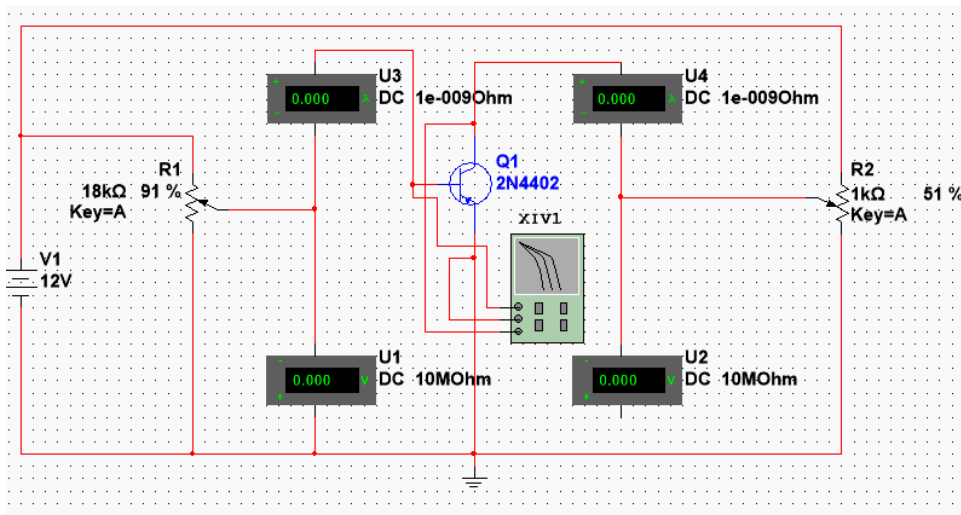 U3
0.000 A
DC 1e-009Ohm
U4
0.000 A
DC 1e-009Ohm
R1
18kΩ 91 %
Key=A
Q1
2N4402
R2
1kΩ 51 %
Key=A
XIV1
V1
12V
U1
0.000 V
DC 10MOhm
U2
0.000 V
DC 10MOhm